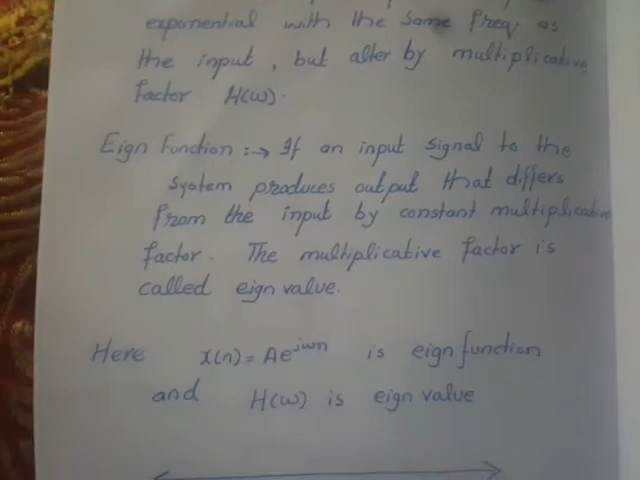 exponential with the same freq as
the input, but alter by multiplicative
factor H(ω).
Eign Function :→ If an input signal to the
system produces output that differs
from the input by constant multiplicative
factor. The multiplicative factor is
called eign value.
Here x(n) = Ae^{jωn} is eign function
and H(ω) is eign value